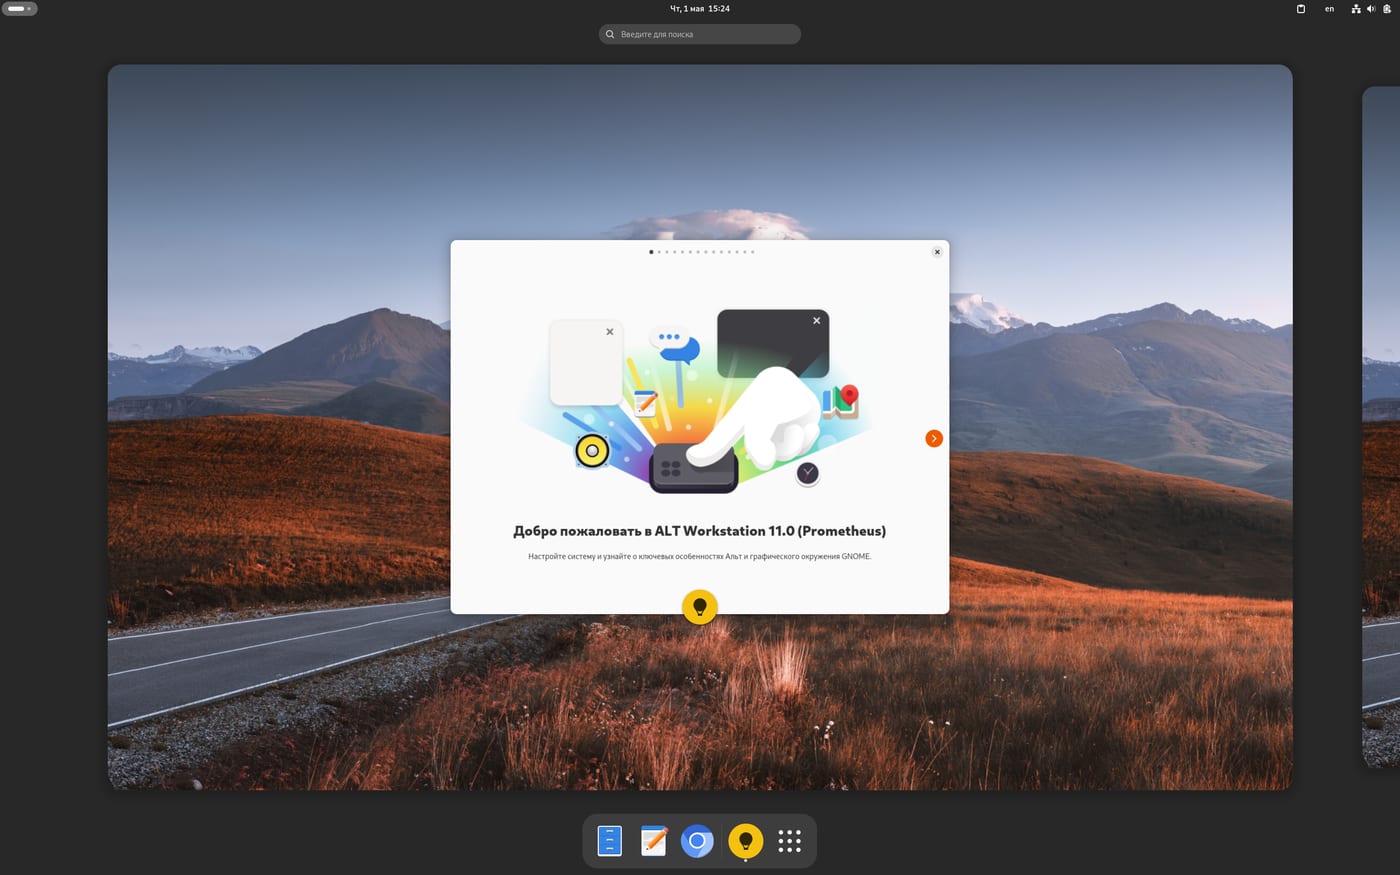 Чт, 1 мая 15:24
en
Введите для поиска
Добро пожаловать в ALT Workstation 11.0 (Prometheus)
Настройте систему и узнайте о ключевых особенностях Альт и графического окружения GNOME.